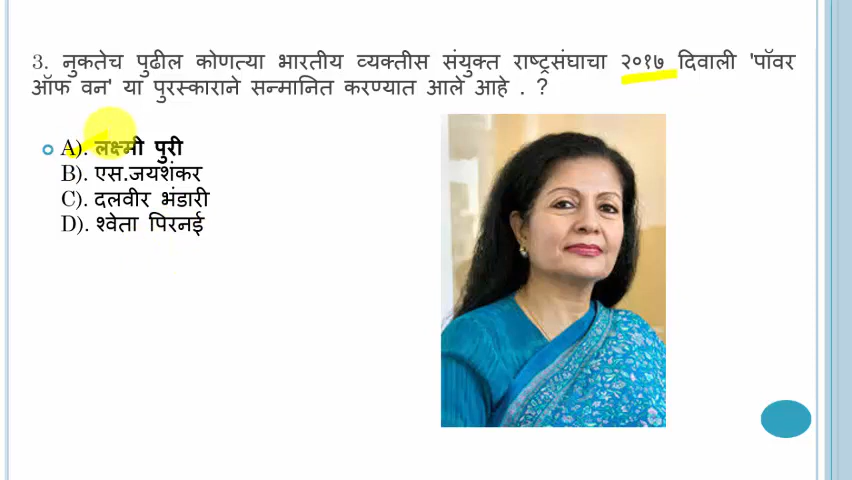 3. नुकतेच पुढील कोणत्या भारतीय व्यक्तीस संयुक्त राष्ट्रसंघाचा २०१७ दिवाली 'पॉवर
ऑफ वन' या पुरस्काराने सन्मानित करण्यात आले आहे . ?
A). लक्ष्मी पुरी
B). एस.जयशंकर
C). दलवीर भंडारी
D). श्वेता पिरनई